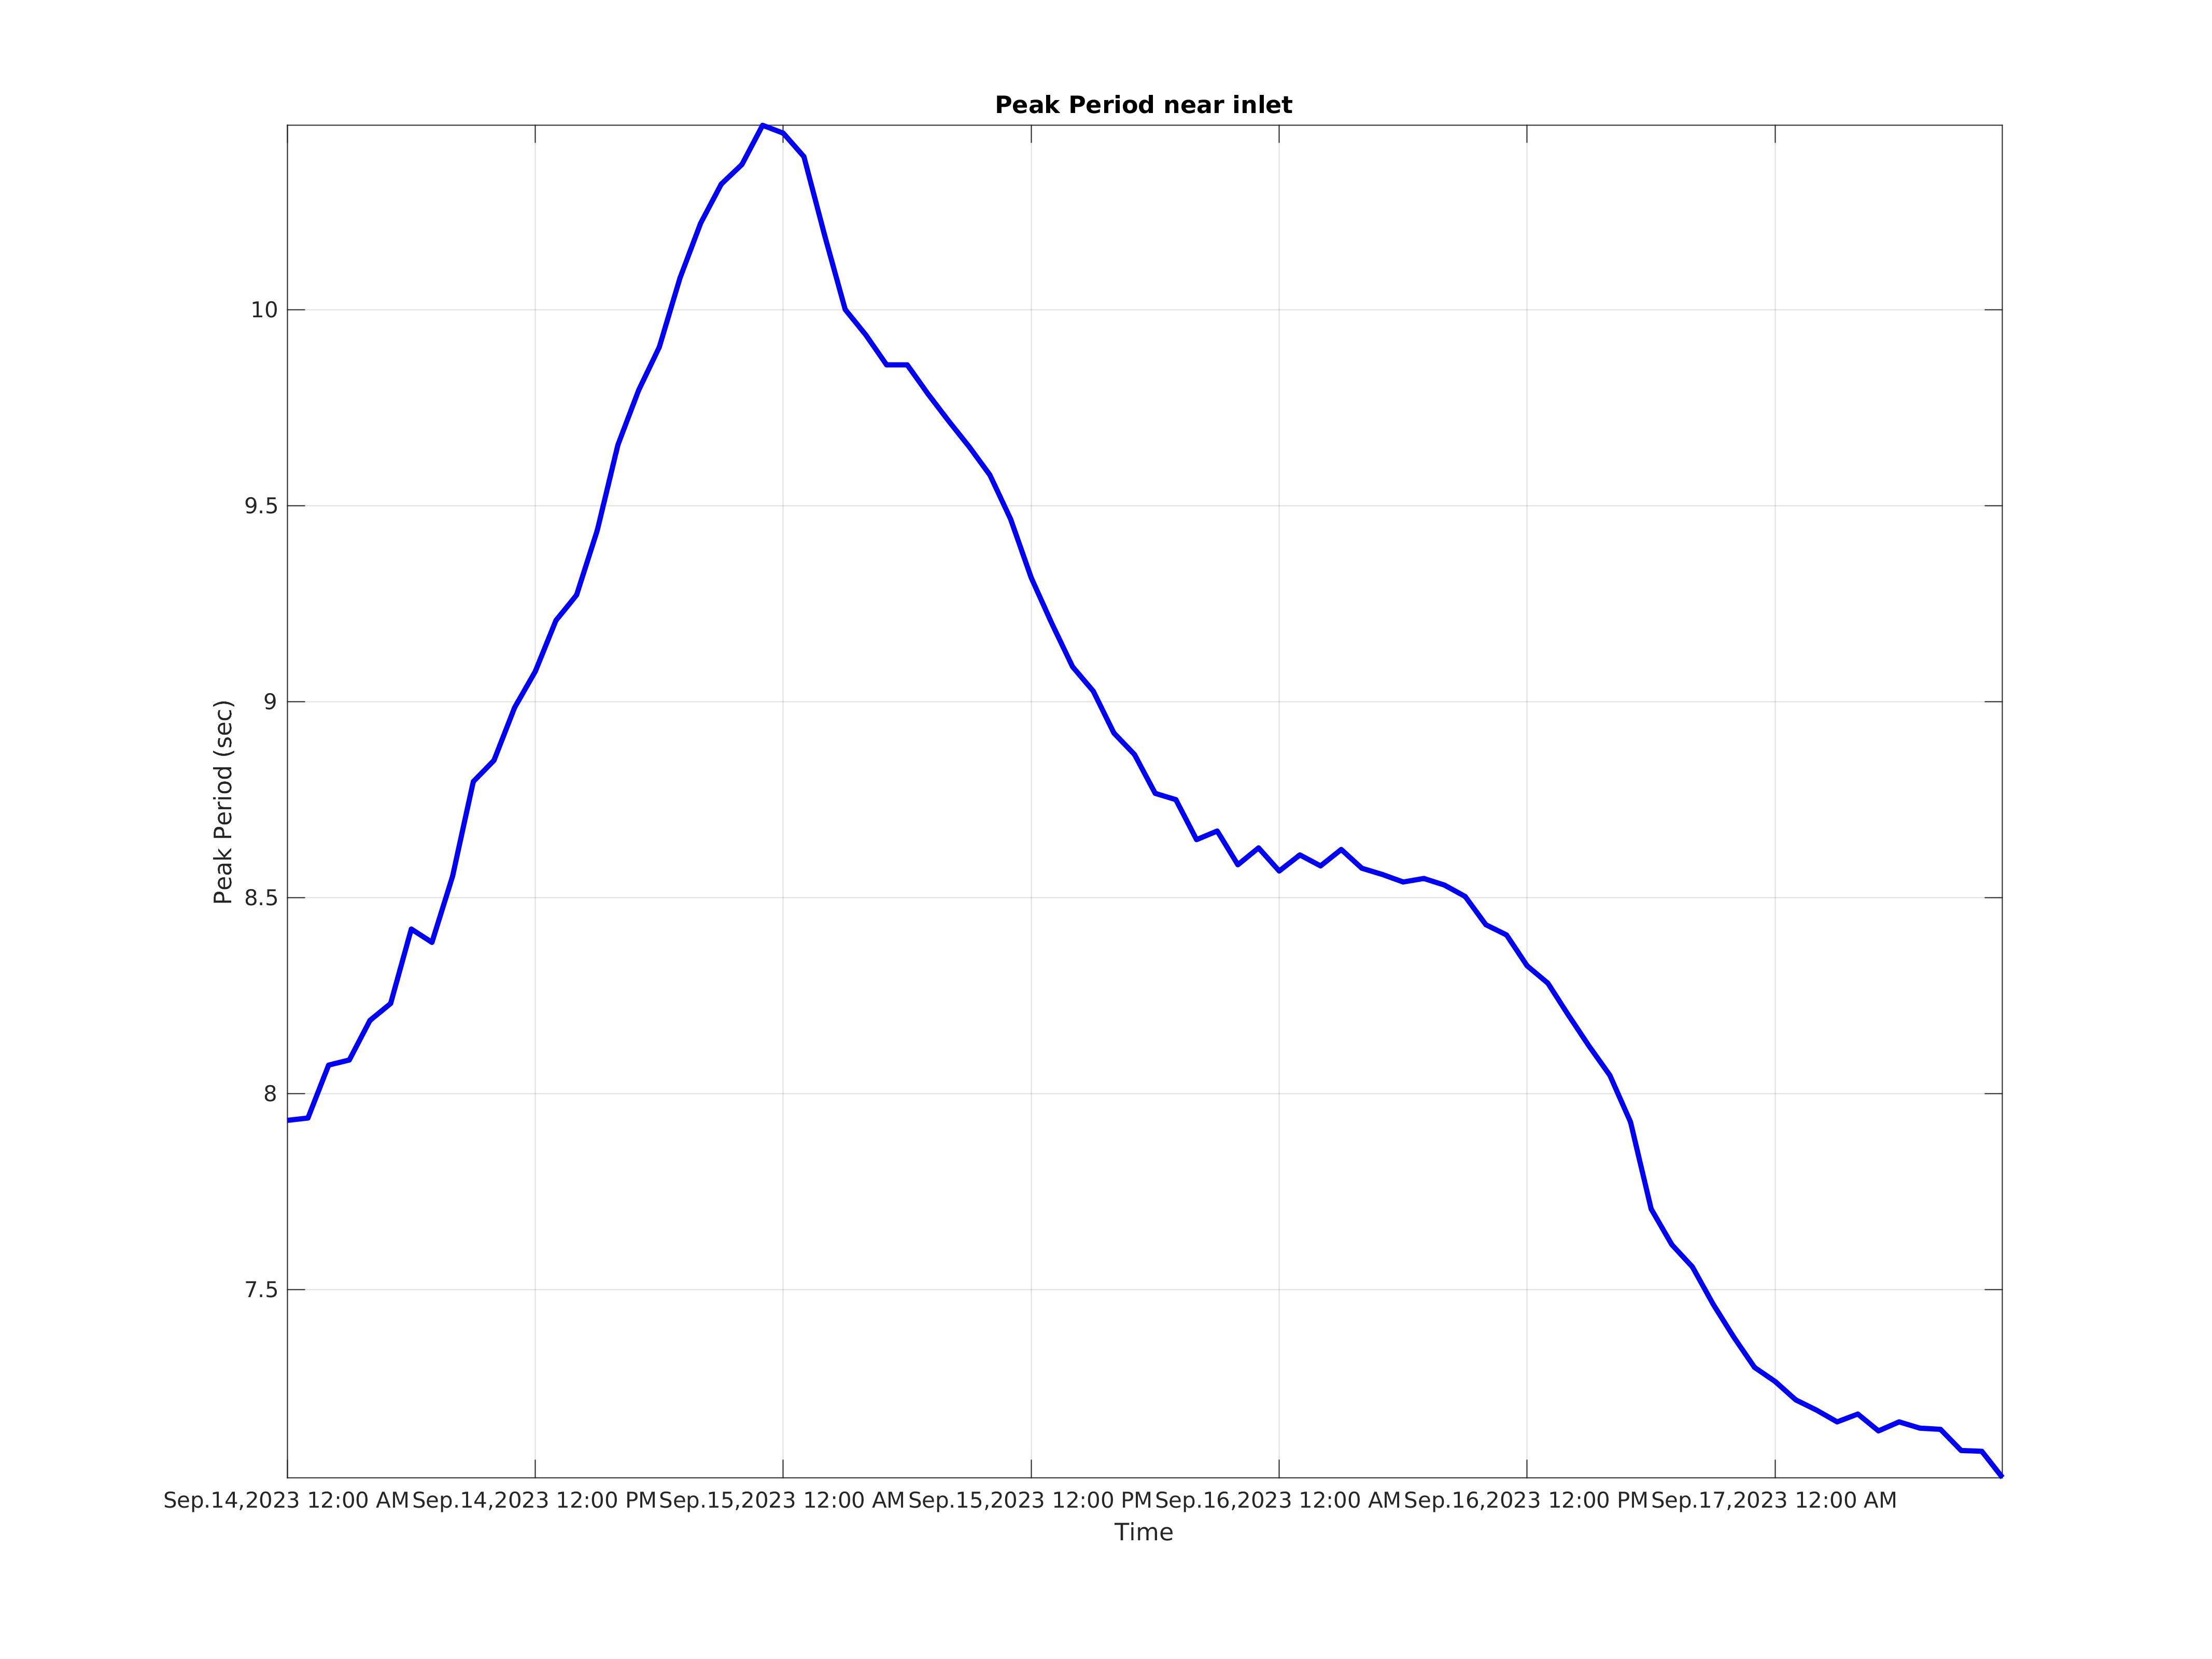 Peak Period near inlet
10
9.5
9
8.5
8
7.5
Peak Period (sec)
Sep.14,2023 12:00 AM Sep.14,2023 12:00 PM Sep.15,2023 12:00 AM Sep.15,2023 12:00 PM Sep.16,2023 12:00 AM Sep.16,2023 12:00 PM Sep.17,2023 12:00 AM
Time